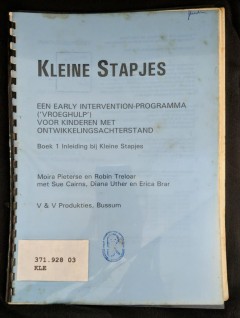 KLEINE STAPJES
EEN EARLY INTERVENTION-PROGRAMMA
('VROEGHULP')
VOOR KINDEREN MET
ONTWIKKELINGSACHTERSTAND
Boek 1 Inleiding bij Kleine Stapjes
Moira Pieterse en Robin Treloar
met Sue Cairns, Diana Uther en Erica Brar
V & V Produkties, Bussum
371.928 03
KLE